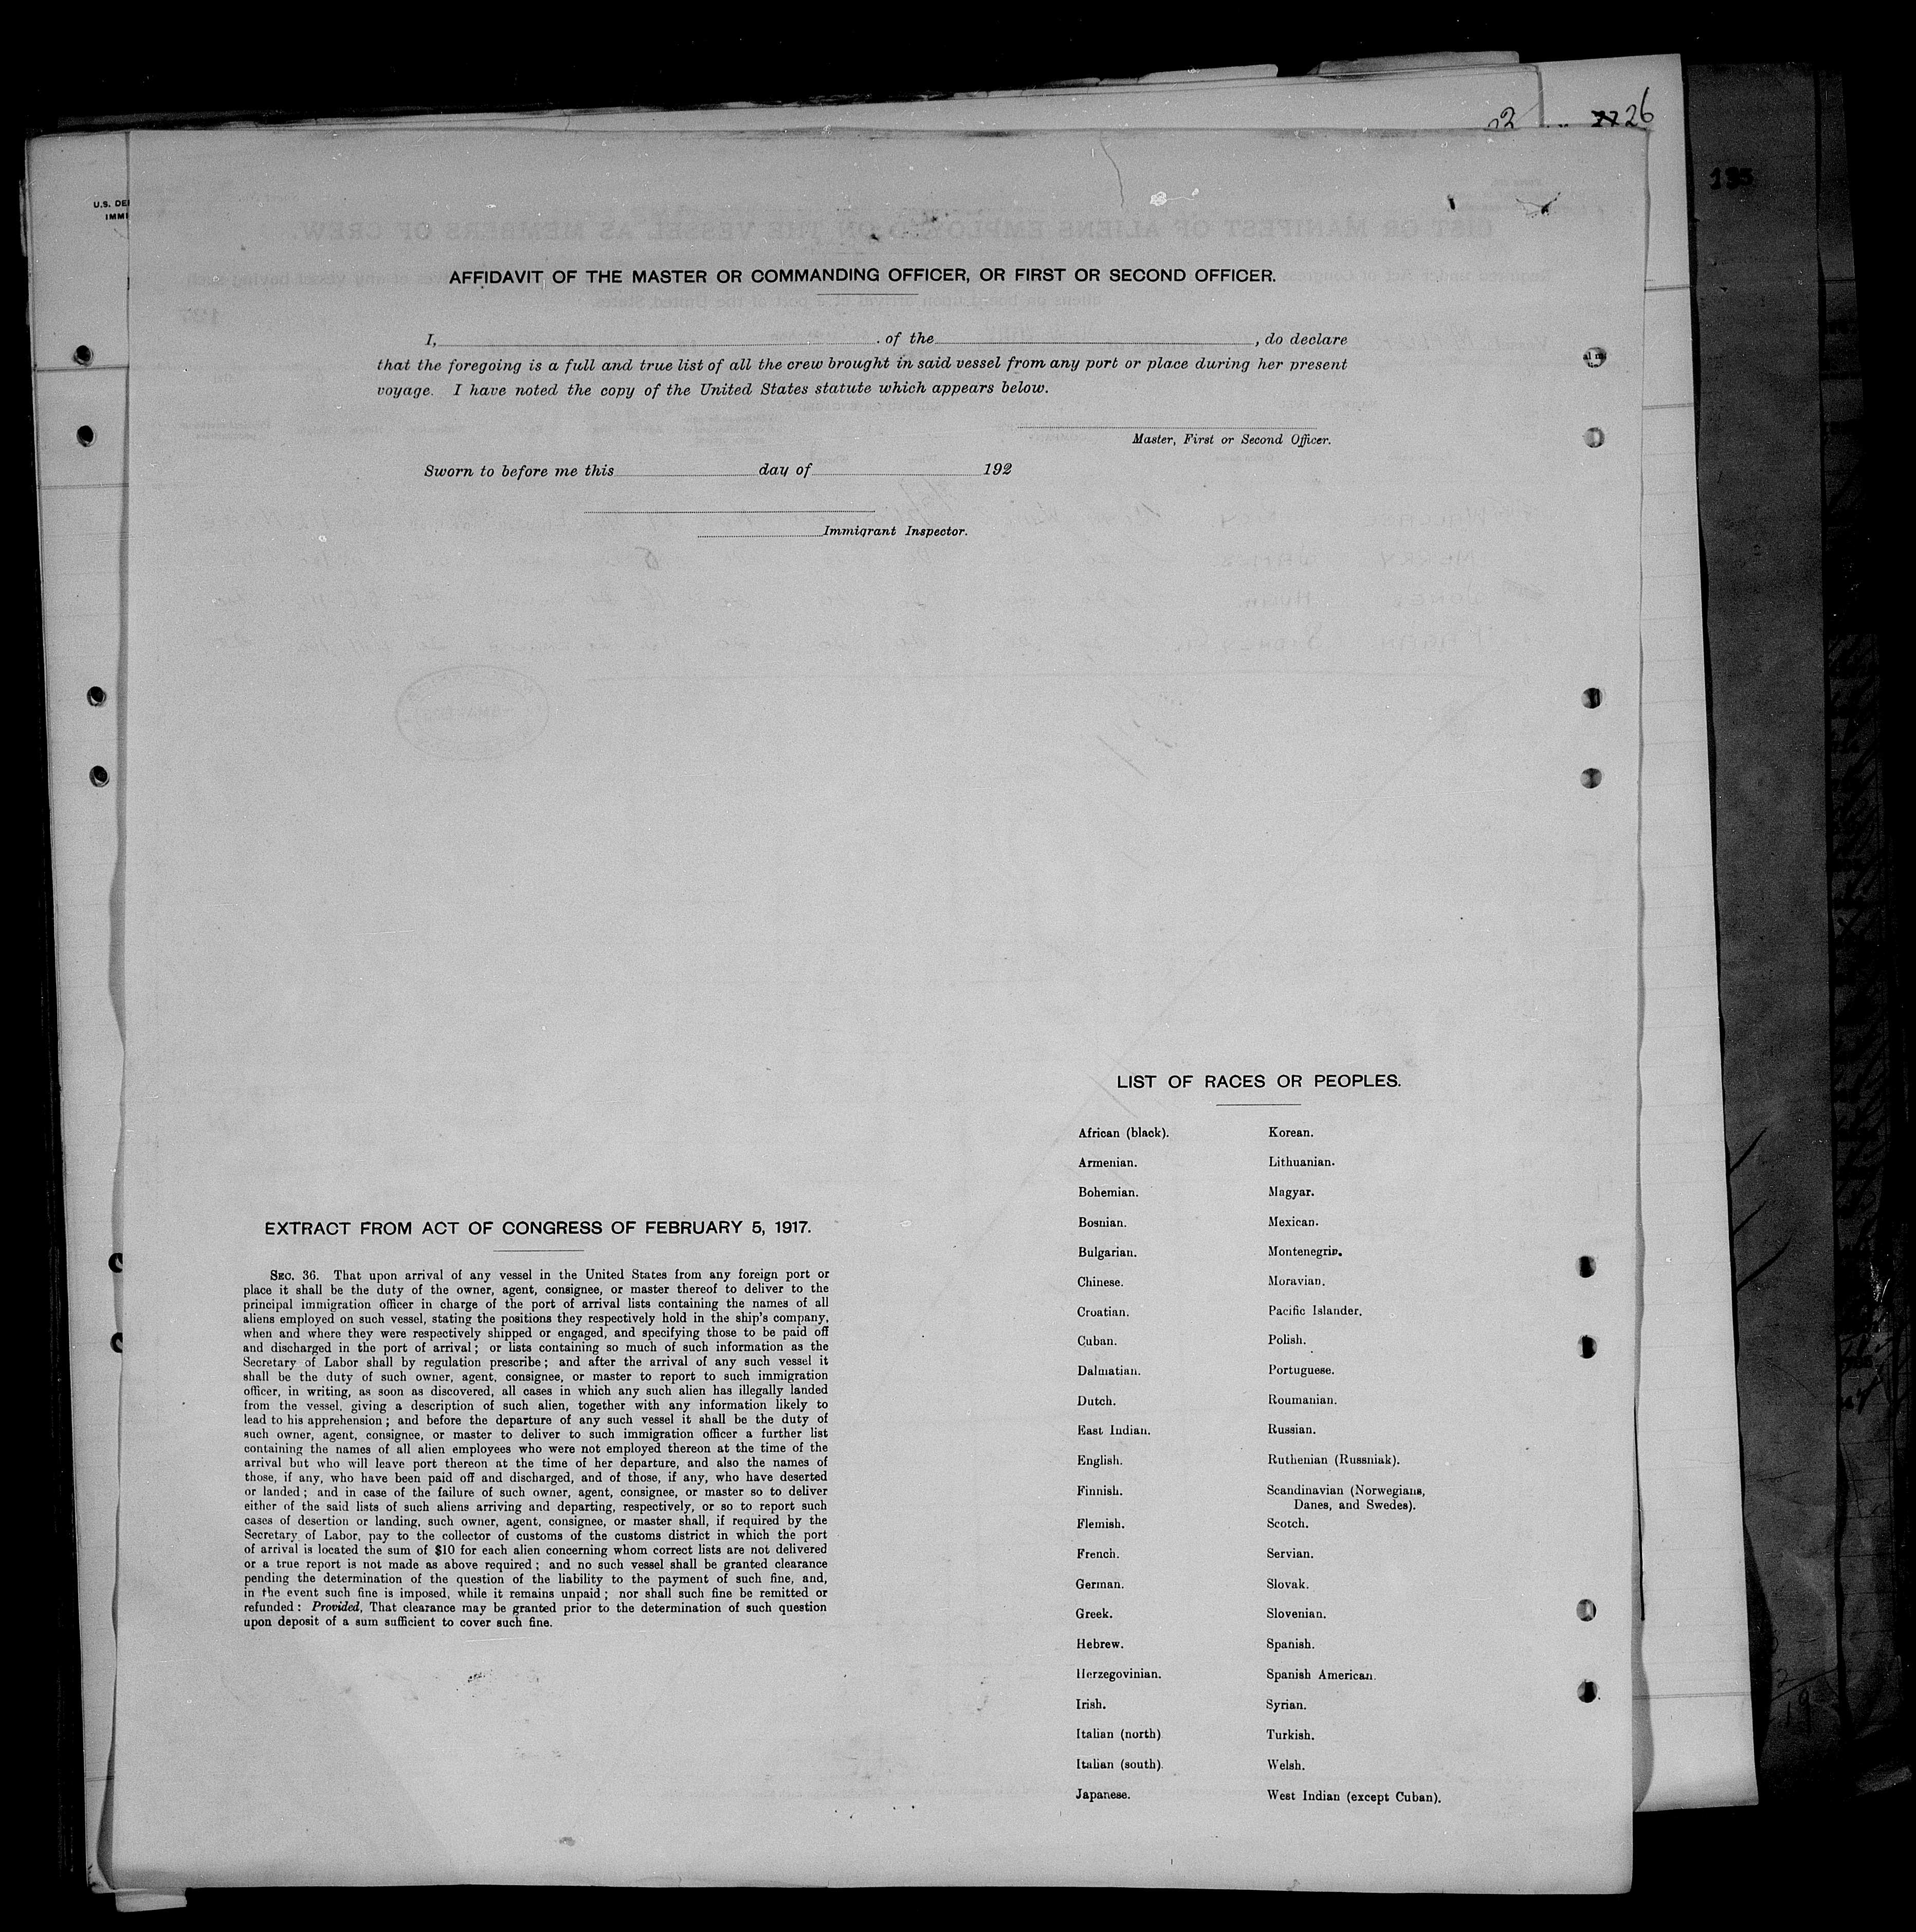 26
135
U.S. DE
IMMI
AFFIDAVIT OF THE MASTER OR COMMANDING OFFICER, OR FIRST OR SECOND OFFICER.
I, of the , do declare
that the foregoing is a full and true list of all the crew brought in said vessel from any port or place during her present
voyage. I have noted the copy of the United States statute which appears below.
Master, First or Second Officer.
Sworn to before me this day of 192
Immigrant Inspector.
EXTRACT FROM ACT OF CONGRESS OF FEBRUARY 5, 1917.
SEC. 36. That upon arrival of any vessel in the United States from any foreign port or
place it shall be the duty of the owner, agent, consignee, or master thereof to deliver to the
principal immigration officer in charge of the port of arrival lists containing the names of all
aliens employed on such vessel, stating the positions they respectively hold in the ship's company,
when and where they were respectively shipped or engaged, and specifying those to be paid off
and discharged in the port of arrival; or lists containing so much of such information as the
Secretary of Labor shall by regulation prescribe; and after the arrival of any such vessel it
shall be the duty of such owner, agent, consignee, or master to report to such immigration
officer, in writing, as soon as discovered, all cases in which any such alien has illegally landed
from the vessel, giving a description of such alien, together with any information likely to
lead to his apprehension; and before the departure of any such vessel it shall be the duty of
such owner, agent, consignee, or master to deliver to such immigration officer a further list
containing the names of all alien employees who were not employed thereon at the time of the
arrival but who will leave port thereon at the time of her departure, and also the names of
those, if any, who have been paid off and discharged, and of those, if any, who have deserted
or landed; and in case of the failure of such owner, agent, consignee, or master so to deliver
either of the said lists of such aliens arriving and departing, respectively, or so to report such
cases of desertion or landing, such owner, agent, consignee, or master shall, if required by the
Secretary of Labor, pay to the collector of customs of the customs district in which the port
of arrival is located the sum of $10 for each alien concerning whom correct lists are not delivered
or a true report is not made as above required; and no such vessel shall be granted clearance
pending the determination of the question of the liability to the payment of such fine, and,
in the event such fine is imposed, while it remains unpaid; nor shall such fine be remitted or
refunded: Provided, That clearance may be granted prior to the determination of such question
upon deposit of a sum sufficient to cover such fine.
LIST OF RACES OR PEOPLES.
African (black).
Armenian.
Bohemian.
Bosnian.
Bulgarian.
Chinese.
Croatian.
Cuban.
Dalmatian.
Dutch.
East Indian.
English.
Finnish.
Flemish.
French.
German.
Greek.
Hebrew.
Herzegovinian.
Irish.
Italian (north)
Italian (south).
Japanese.
Korean.
Lithuanian.
Magyar.
Mexican.
Montenegrin.
Moravian.
Pacific Islander.
Polish.
Portuguese.
Roumanian.
Russian.
Ruthenian (Russniak).
Scandinavian (Norwegians,
Danes, and Swedes).
Scotch.
Servian.
Slovak.
Slovenian.
Spanish.
Spanish American.
Syrian.
Turkish.
Welsh.
West Indian (except Cuban).